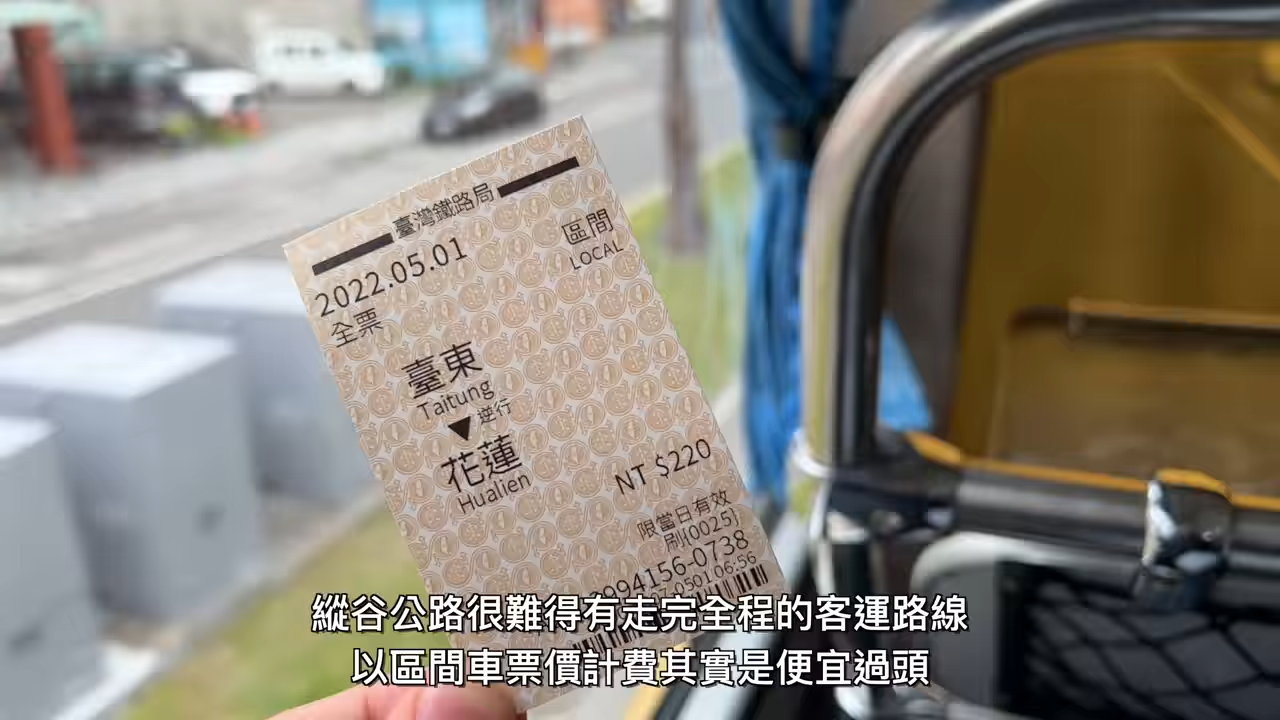 臺灣鐵路局
2022.05.01
區間
LOCAL
全票
臺東
Taitung
逆行
花蓮
Hualien
NT $220
限當日有效
刷[0025]
994156-0738
050106:56
縱谷公路很難得有走完全程的客運路線
以區間車票價計費其實是便宜過頭